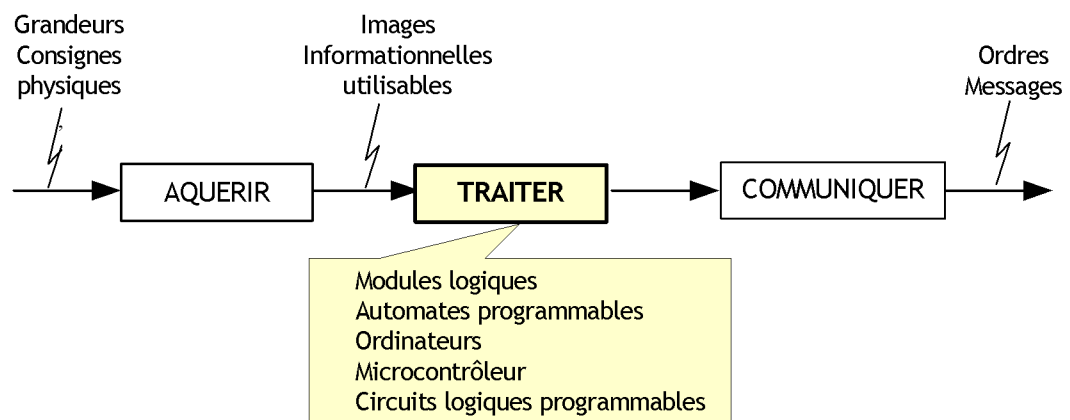 Grandeurs
Consignes
physiques
Images
Informationnelles
utilisables
Ordres
Messages
AQUERIR
TRAITER
COMMUNIQUER
Modules logiques
Automates programmables
Ordinateurs
Microcontrôleur
Circuits logiques programmables